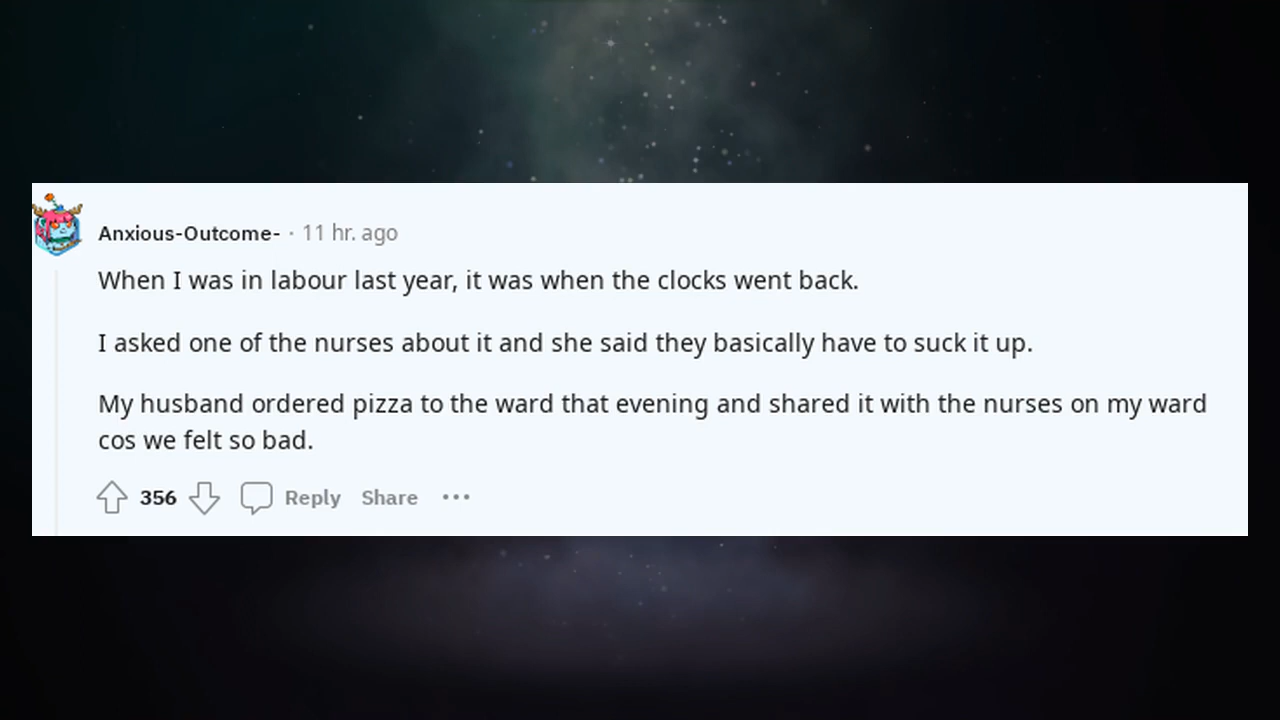 Anxious-Outcome- · 11 hr. ago
When I was in labour last year, it was when the clocks went back.
I asked one of the nurses about it and she said they basically have to suck it up.
My husband ordered pizza to the ward that evening and shared it with the nurses on my ward
cos we felt so bad.
356 Reply Share ···